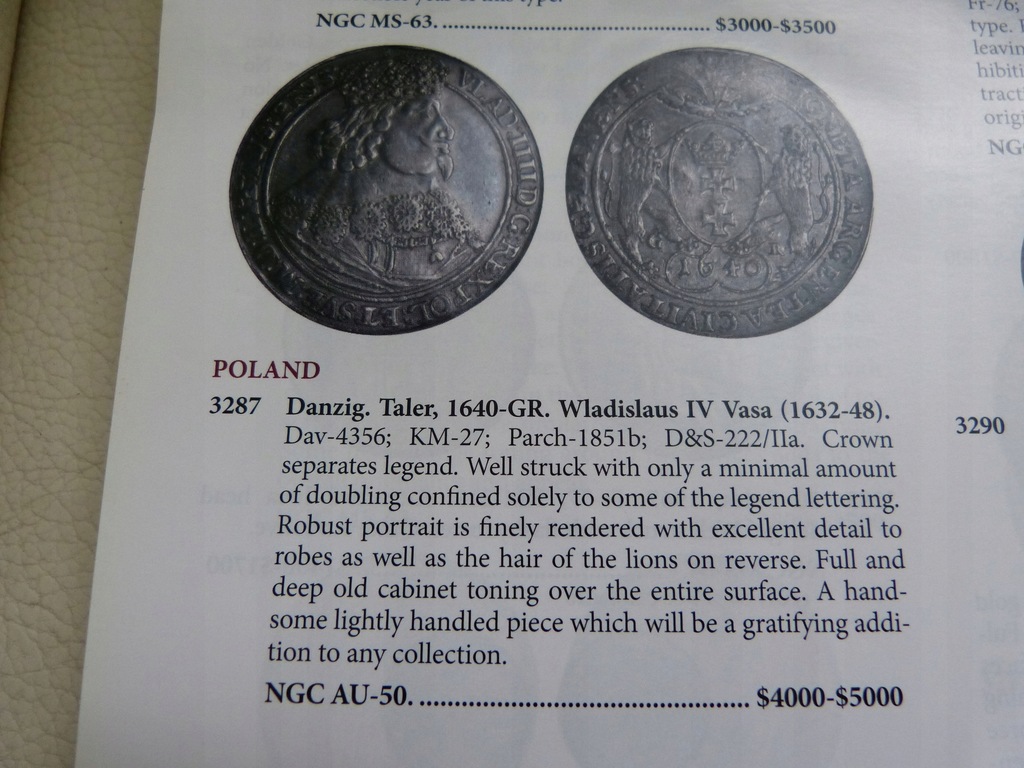 NGC MS-63. ........................................................ $3000-$3500
1640
POLAND
3287 Danzig. Taler, 1640-GR. Wladislaus IV Vasa (1632-48).
Dav-4356; KM-27; Parch-1851b; D&S-222/IIa. Crown
separates legend. Well struck with only a minimal amount
of doubling confined solely to some of the legend lettering.
Robust portrait is finely rendered with excellent detail to
robes as well as the hair of the lions on reverse. Full and
deep old cabinet toning over the entire surface. A hand-
some lightly handled piece which will be a gratifying addi-
tion to any collection.
NGC AU-50. ........................................................ $4000-$5000
Fr-76;
type.
3290